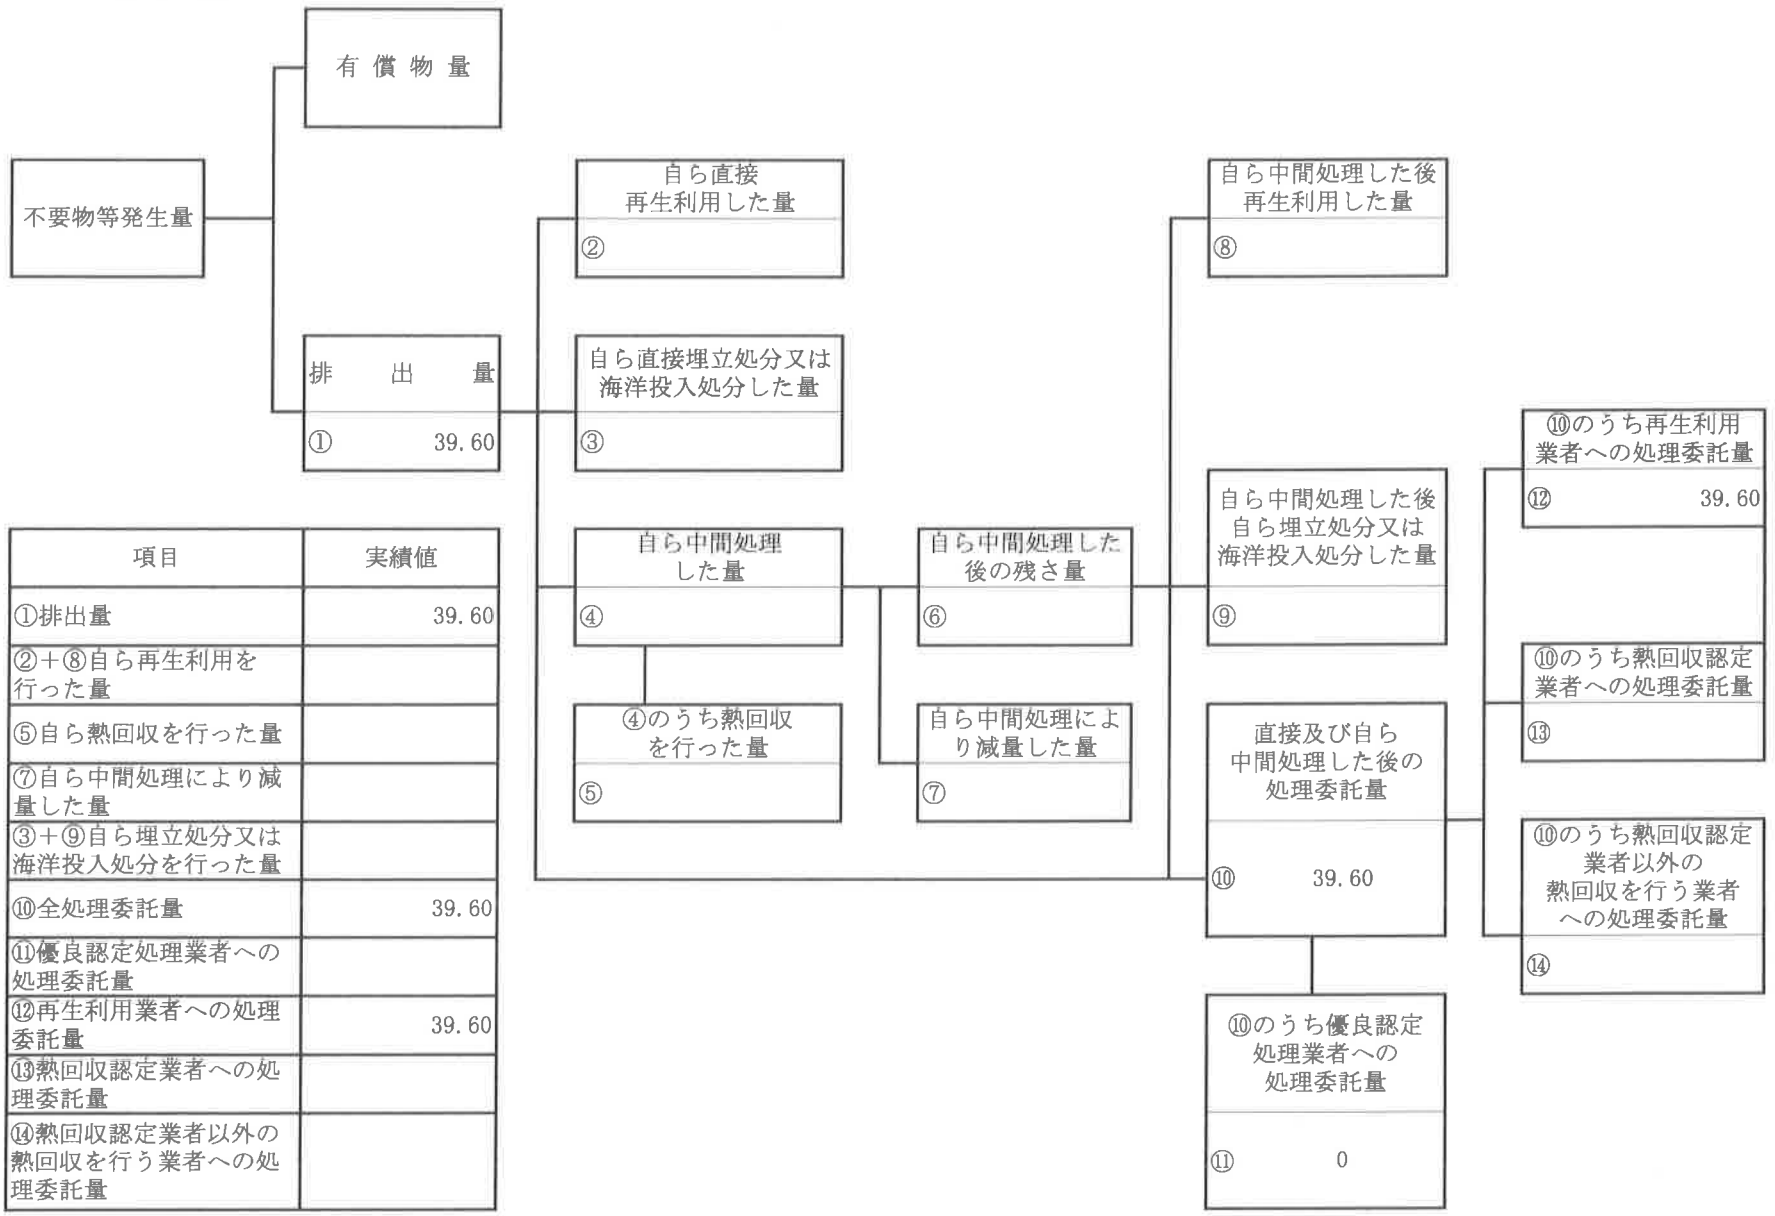 有 償 物 量
不要物等発生量
排 出 量
① 39.60
自ら直接
再生利用した量
②
自ら直接埋立処分又は
海洋投入処分した量
③
自ら中間処理
した量
④
④のうち熱回収
を行った量
⑤
自ら中間処理した
後の残さ量
⑥
自ら中間処理によ
り減量した量
⑦
自ら中間処理した後
再生利用した量
⑧
自ら中間処理した後
自ら埋立処分又は
海洋投入処分した量
⑨
直接及び自ら
中間処理した後の
処理委託量
⑩ 39.60
⑩のうち優良認定
処理業者への
処理委託量
⑪ 0
⑩のうち再生利用
業者への処理委託量
⑫ 39.60
⑩のうち熱回収認定
業者への処理委託量
⑬
⑩のうち熱回収認定
業者以外の
熱回収を行う業者
への処理委託量
⑭
項目 実績値
①排出量 39.60
②+⑧自ら再生利用を
行った量
⑤自ら熱回収を行った量
⑦自ら中間処理により減
量した量
③+⑨自ら埋立処分又は
海洋投入処分を行った量
⑩全処理委託量 39.60
⑪優良認定処理業者への
処理委託量
⑫再生利用業者への処理
委託量 39.60
⑬熱回収認定業者への処
理委託量
⑭熱回収認定業者以外の
熱回収を行う業者への処
理委託量